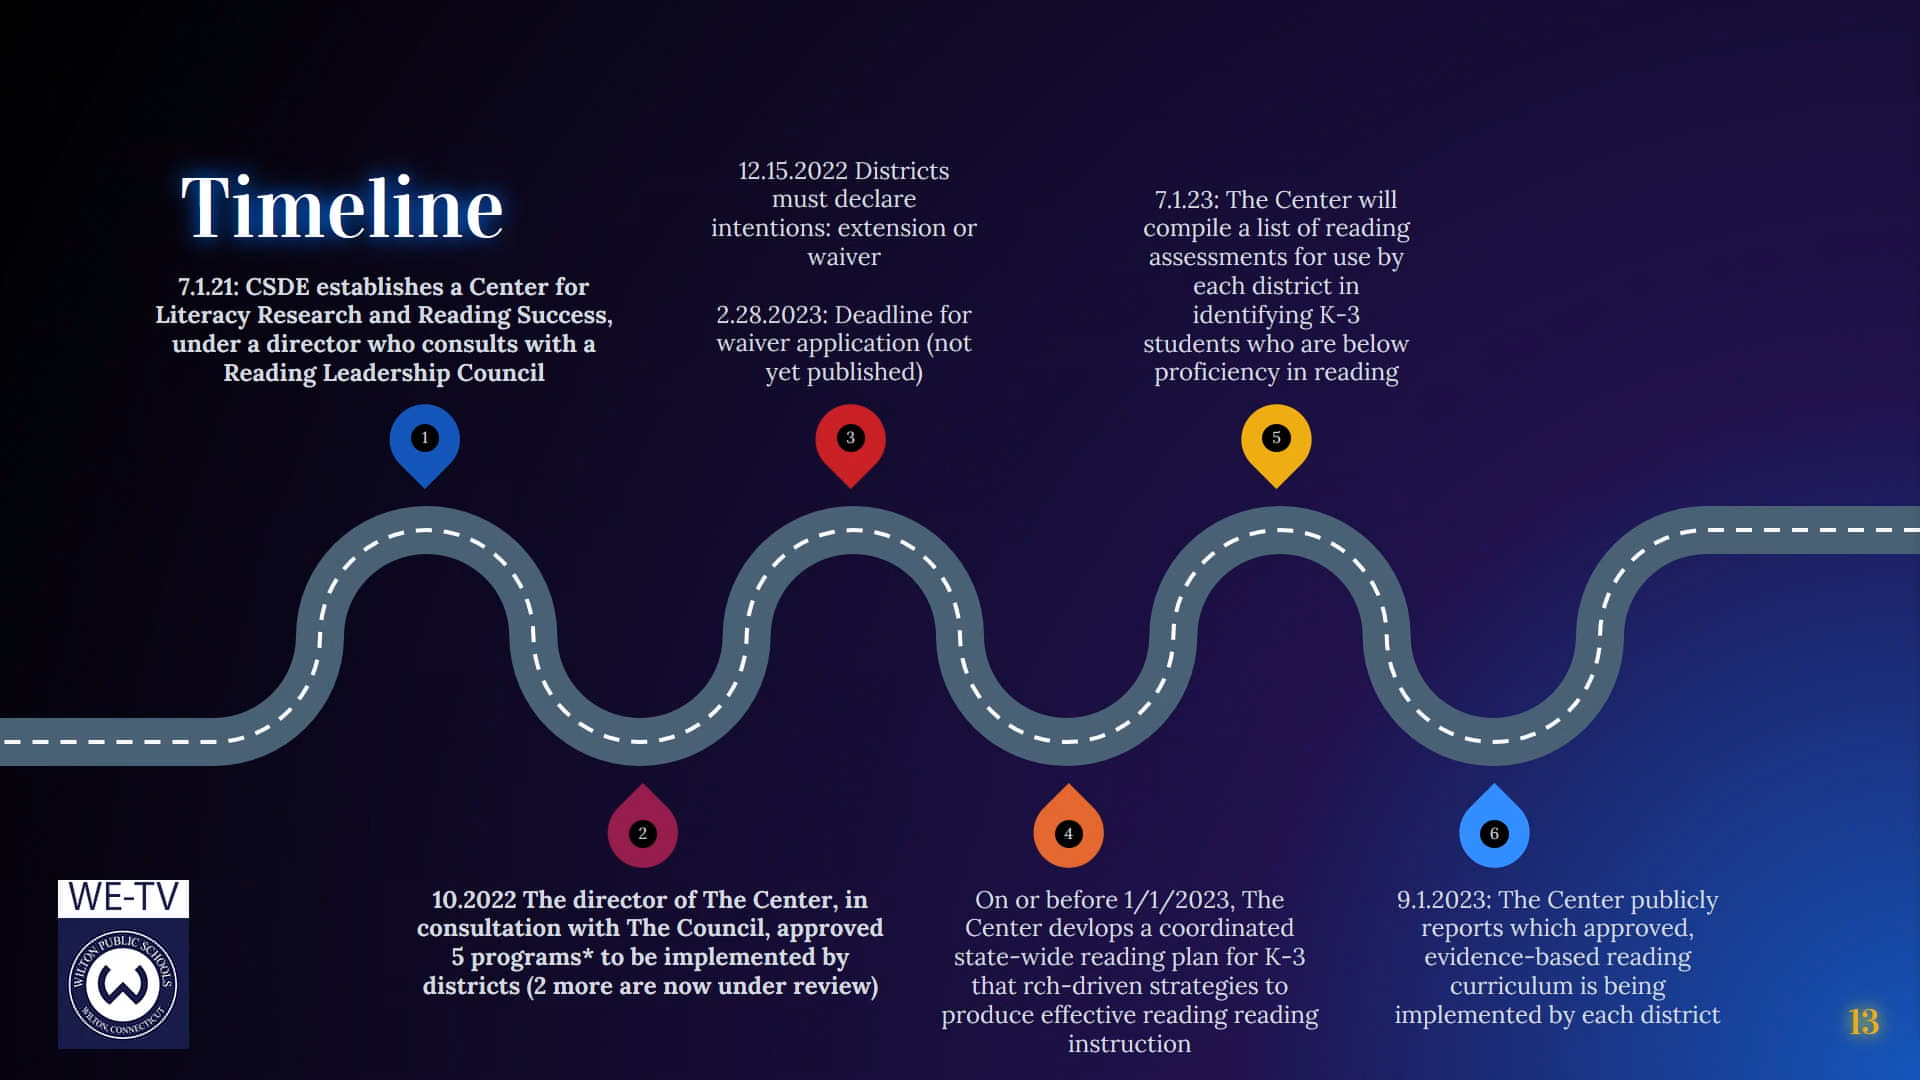 Timeline
7.1.21: CSDE establishes a Center for
Literacy Research and Reading Success,
under a director who consults with a
Reading Leadership Council
1
10.2022 The director of The Center, in
consultation with The Council, approved
5 programs* to be implemented by
districts (2 more are now under review)
2
12.15.2022 Districts
must declare
intentions: extension or
waiver
2.28.2023: Deadline for
waiver application (not
yet published)
3
On or before 1/1/2023, The
Center devlops a coordinated
state-wide reading plan for K-3
that rch-driven strategies to
produce effective reading reading
instruction
4
7.1.23: The Center will
compile a list of reading
assessments for use by
each district in
identifying K-3
students who are below
proficiency in reading
5
9.1.2023: The Center publicly
reports which approved,
evidence-based reading
curriculum is being
implemented by each district
6
WE-TV
WILTON PUBLIC SCHOOLS
W
WILTON, CONNECTICUT
13